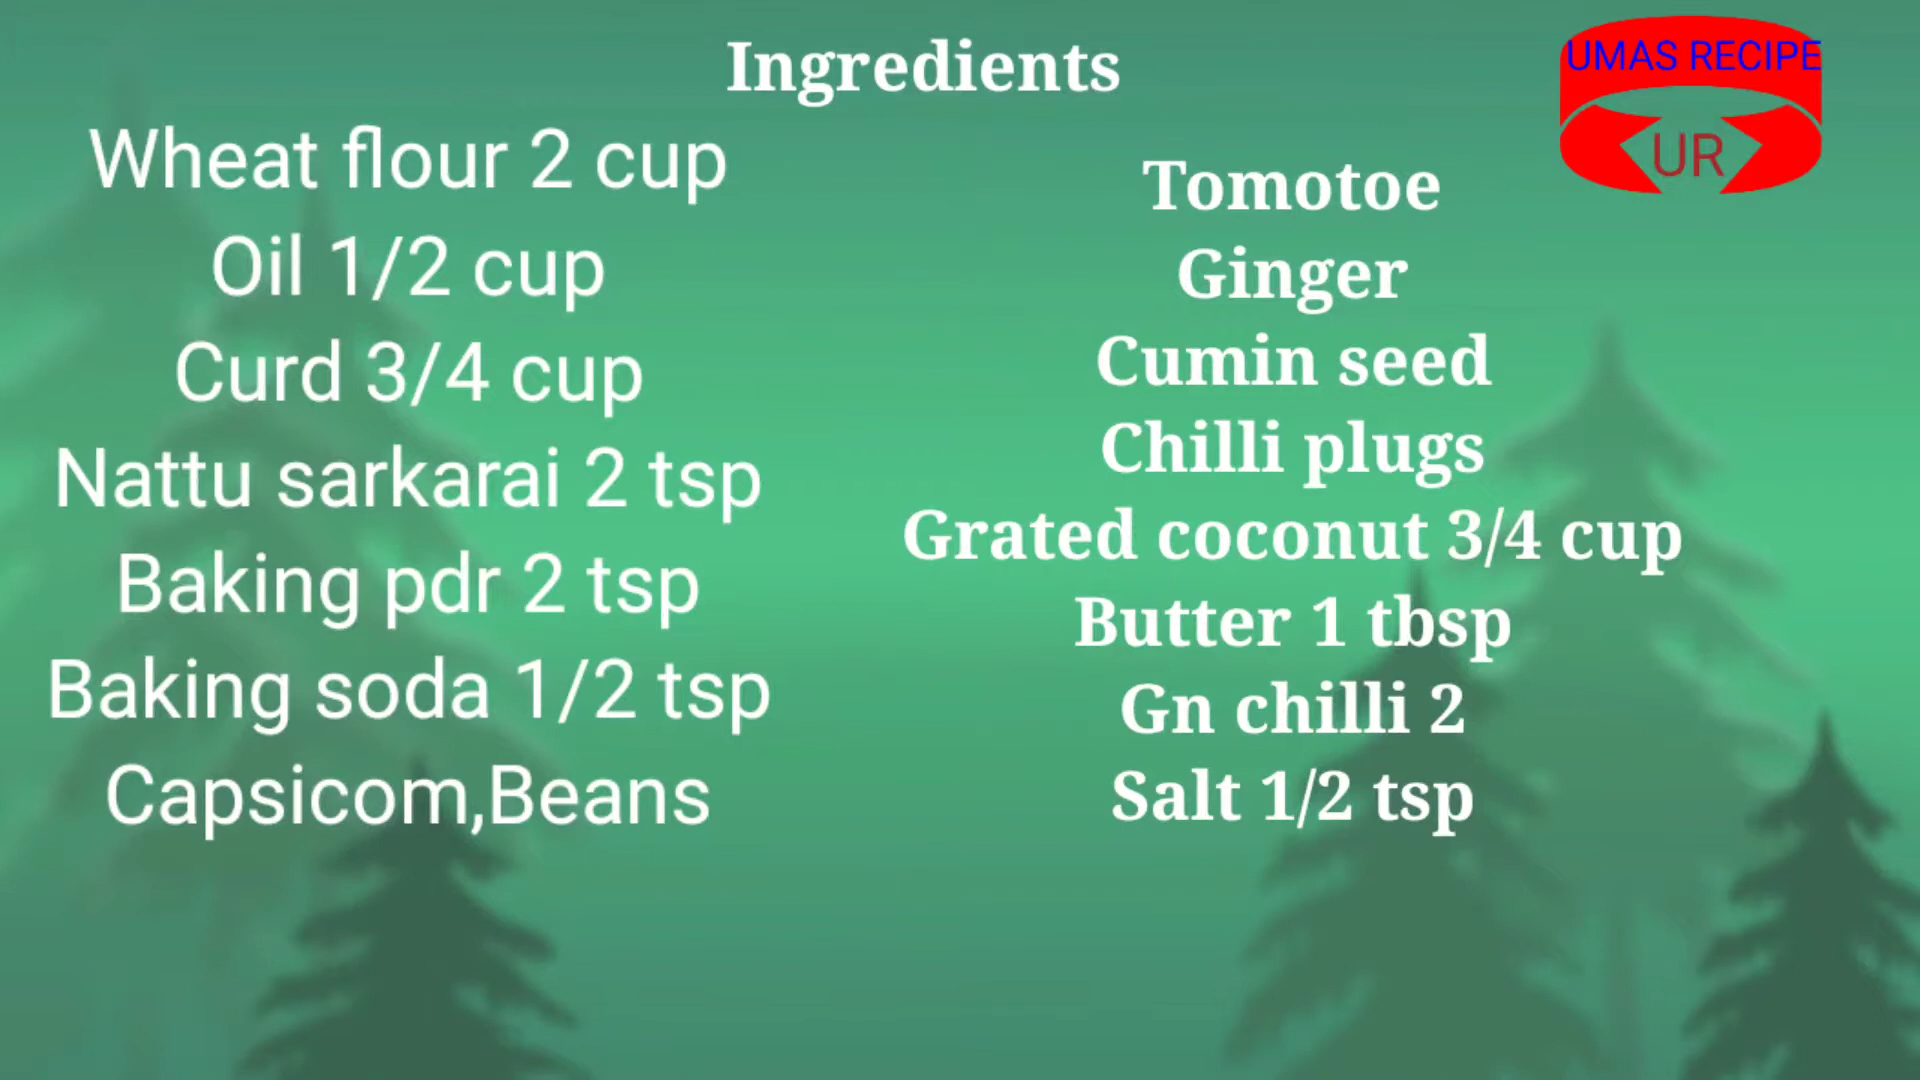 Ingredients
UMAS RECIPE
UR
Wheat flour 2 cup
Oil 1/2 cup
Curd 3/4 cup
Nattu sarkarai 2 tsp
Baking pdr 2 tsp
Baking soda 1/2 tsp
Capsicom,Beans
Tomotoe
Ginger
Cumin seed
Chilli plugs
Grated coconut 3/4 cup
Butter 1 tbsp
Gn chilli 2
Salt 1/2 tsp